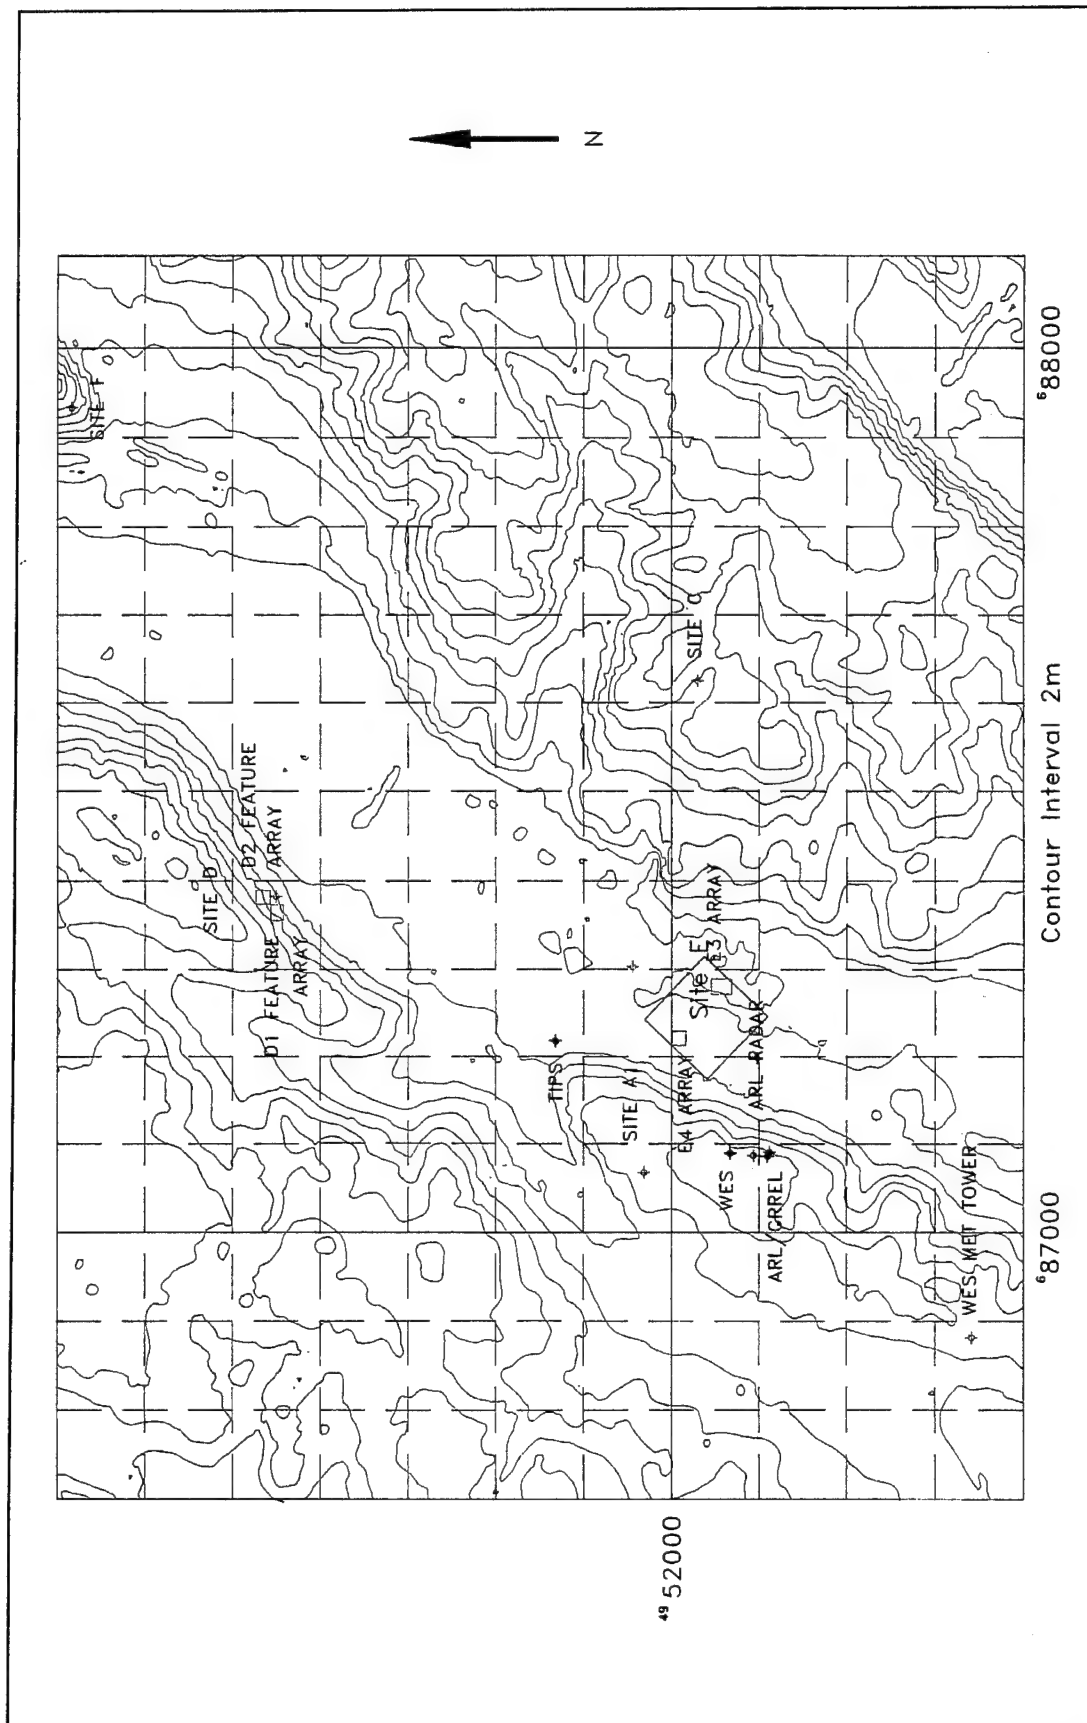 N
SITE F
SITE D
D2 FEATURE
ARRAY
D1 FEATURE
ARRAY
TIPS
SITE A1
SITE C
Site E
E3 ARRAY
E4 ARRAY
ARL RADAR
WES
ARL/CRREL
WES MET TOWER
⁴⁹52000
⁶87000
⁶88000
Contour Interval 2m